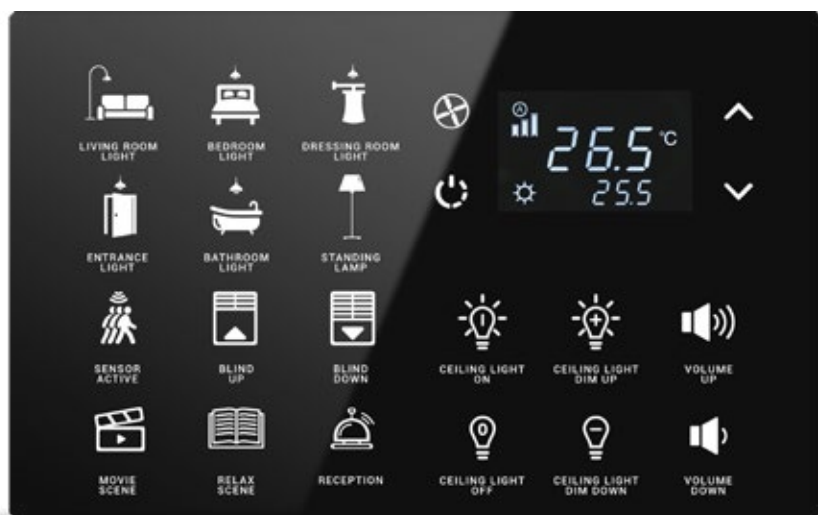 LIVING ROOM
LIGHT
BEDROOM
LIGHT
DRESSING ROOM
LIGHT
A
26.5 °C
25.5
ENTRANCE
LIGHT
BATHROOM
LIGHT
STANDING
LAMP
SENSOR
ACTIVE
BLIND
UP
BLIND
DOWN
CEILING LIGHT
ON
CEILING LIGHT
DIM UP
VOLUME
UP
MOVIE
SCENE
RELAX
SCENE
RECEPTION
CEILING LIGHT
OFF
CEILING LIGHT
DIM DOWN
VOLUME
DOWN